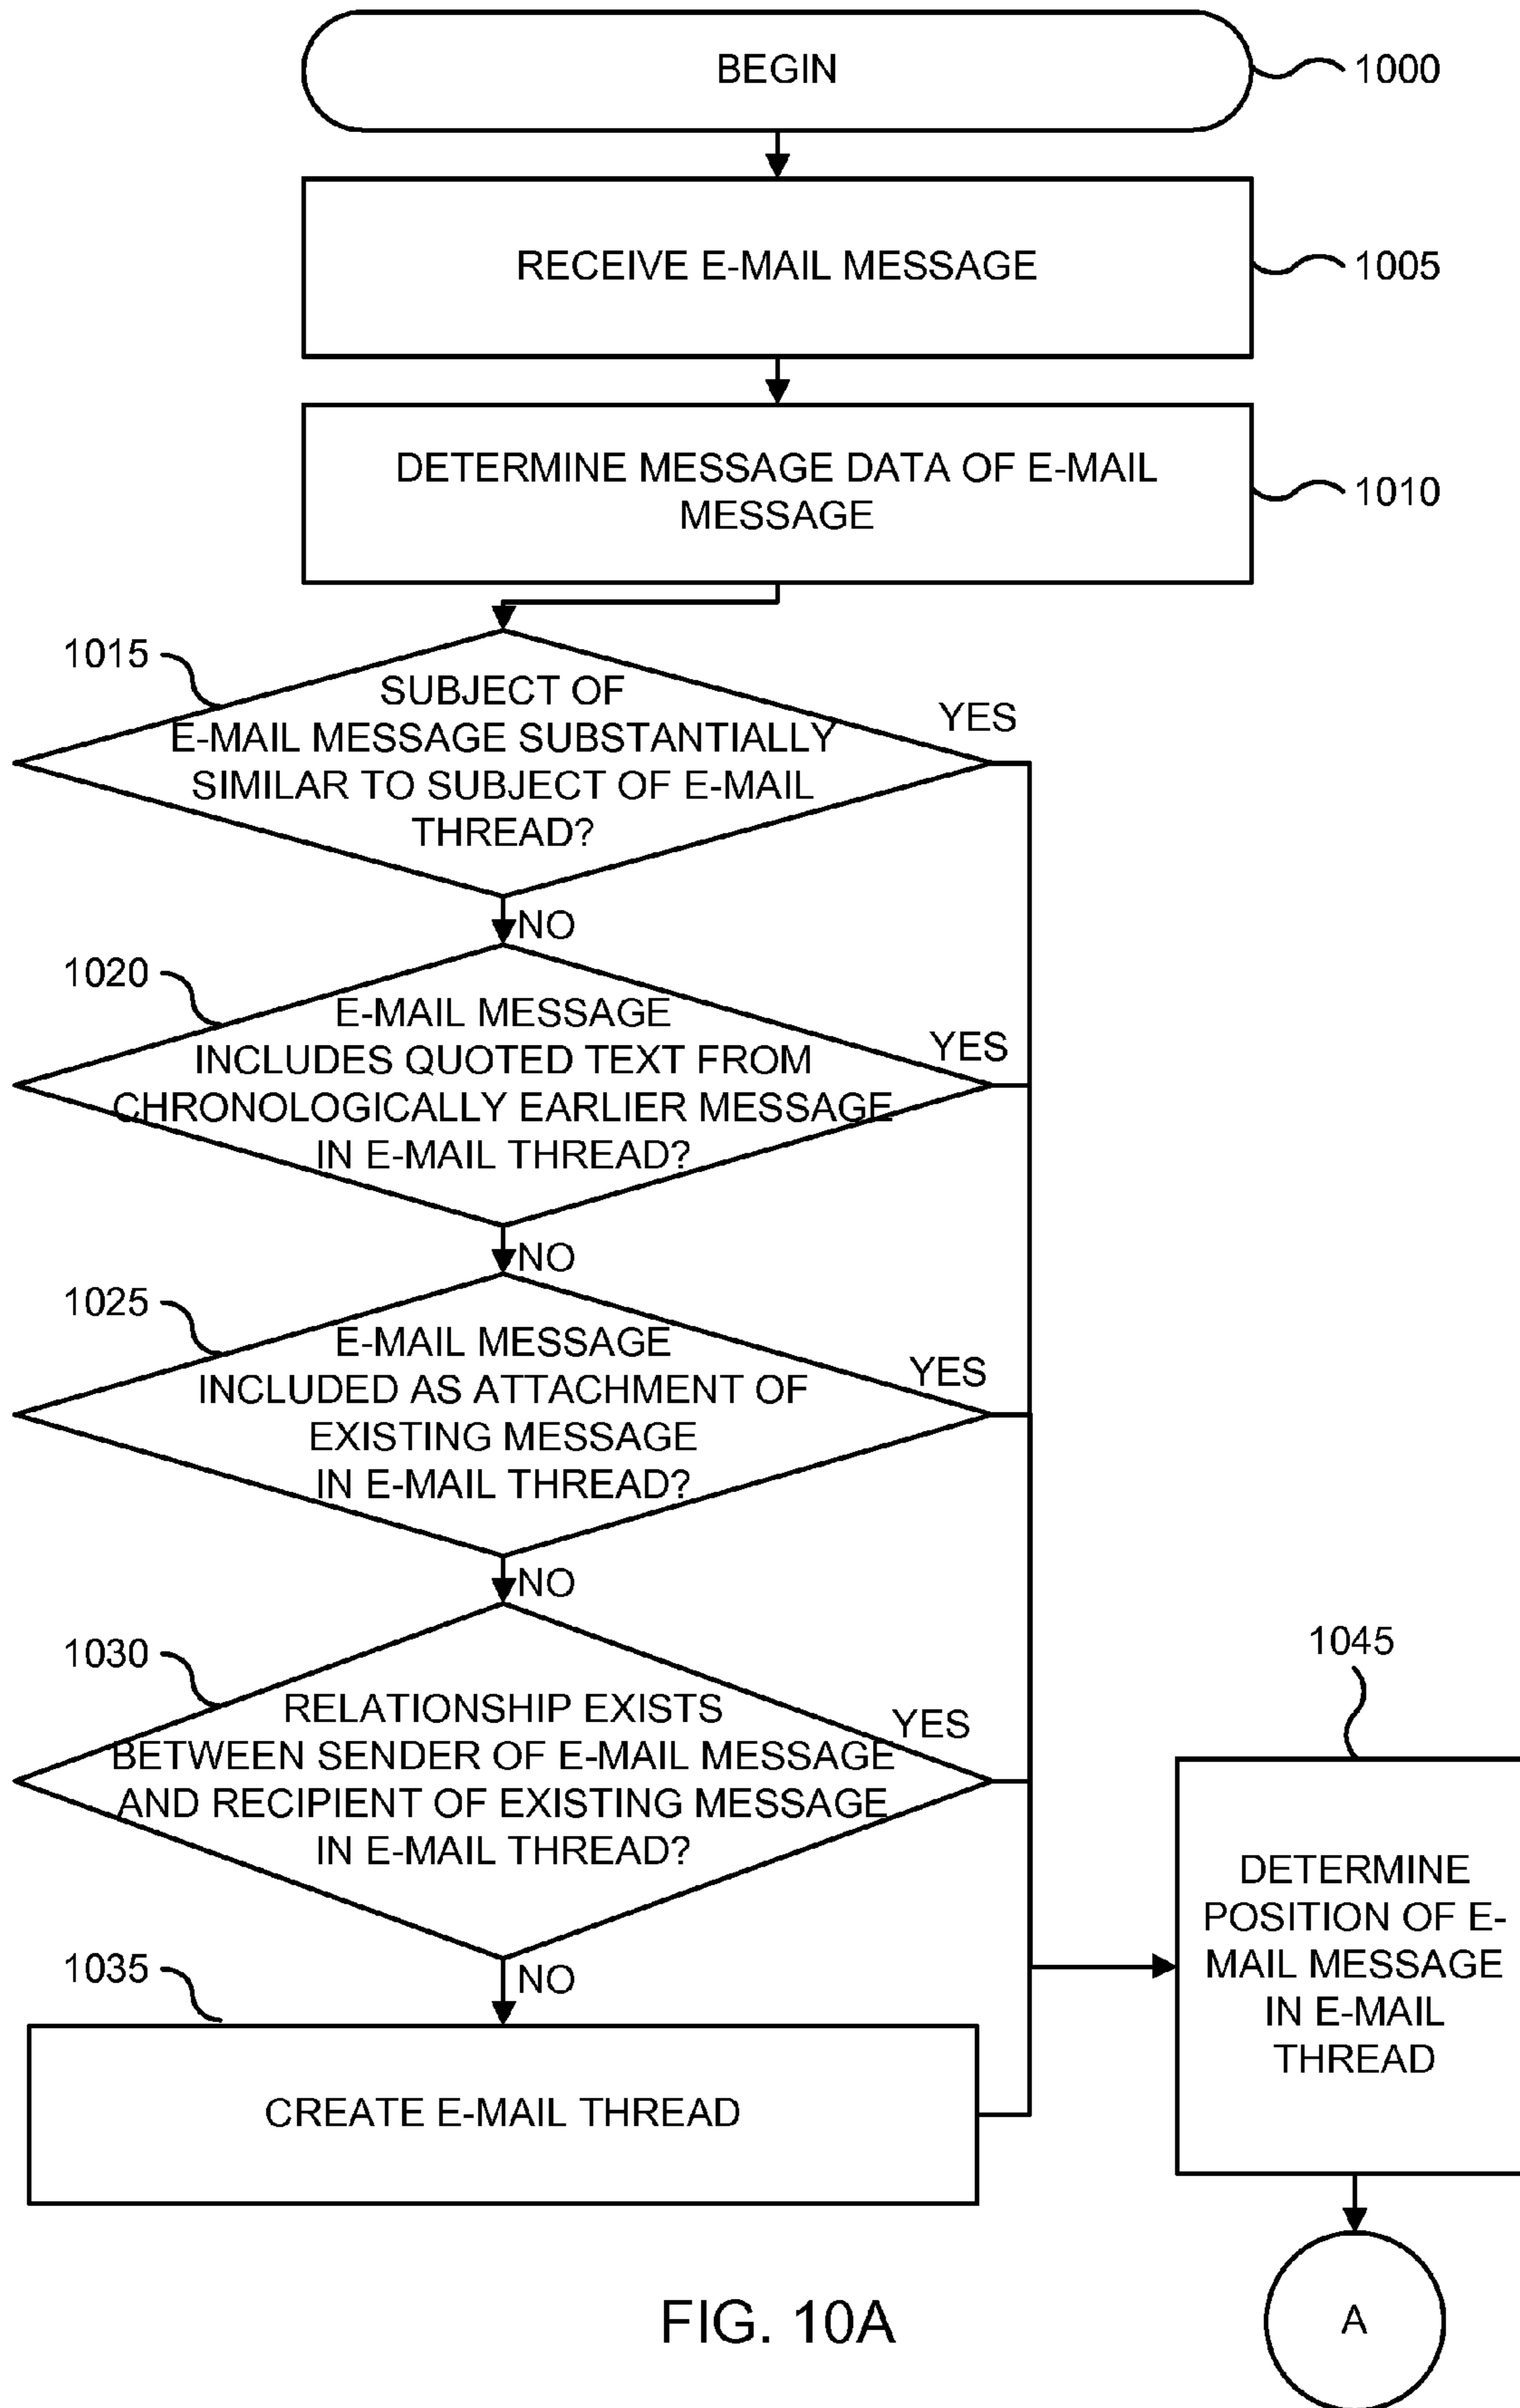 BEGIN
1000
RECEIVE E-MAIL MESSAGE
1005
DETERMINE MESSAGE DATA OF E-MAIL
MESSAGE
1010
1015
SUBJECT OF
E-MAIL MESSAGE SUBSTANTIALLY
SIMILAR TO SUBJECT OF E-MAIL
THREAD?
YES
NO
1020
E-MAIL MESSAGE
INCLUDES QUOTED TEXT FROM
CHRONOLOGICALLY EARLIER MESSAGE
IN E-MAIL THREAD?
YES
NO
1025
E-MAIL MESSAGE
INCLUDED AS ATTACHMENT OF
EXISTING MESSAGE
IN E-MAIL THREAD?
YES
NO
1030
RELATIONSHIP EXISTS
BETWEEN SENDER OF E-MAIL MESSAGE
AND RECIPIENT OF EXISTING MESSAGE
IN E-MAIL THREAD?
YES
NO
1035
CREATE E-MAIL THREAD
1045
DETERMINE
POSITION OF E-
MAIL MESSAGE
IN E-MAIL
THREAD
A
FIG. 10A